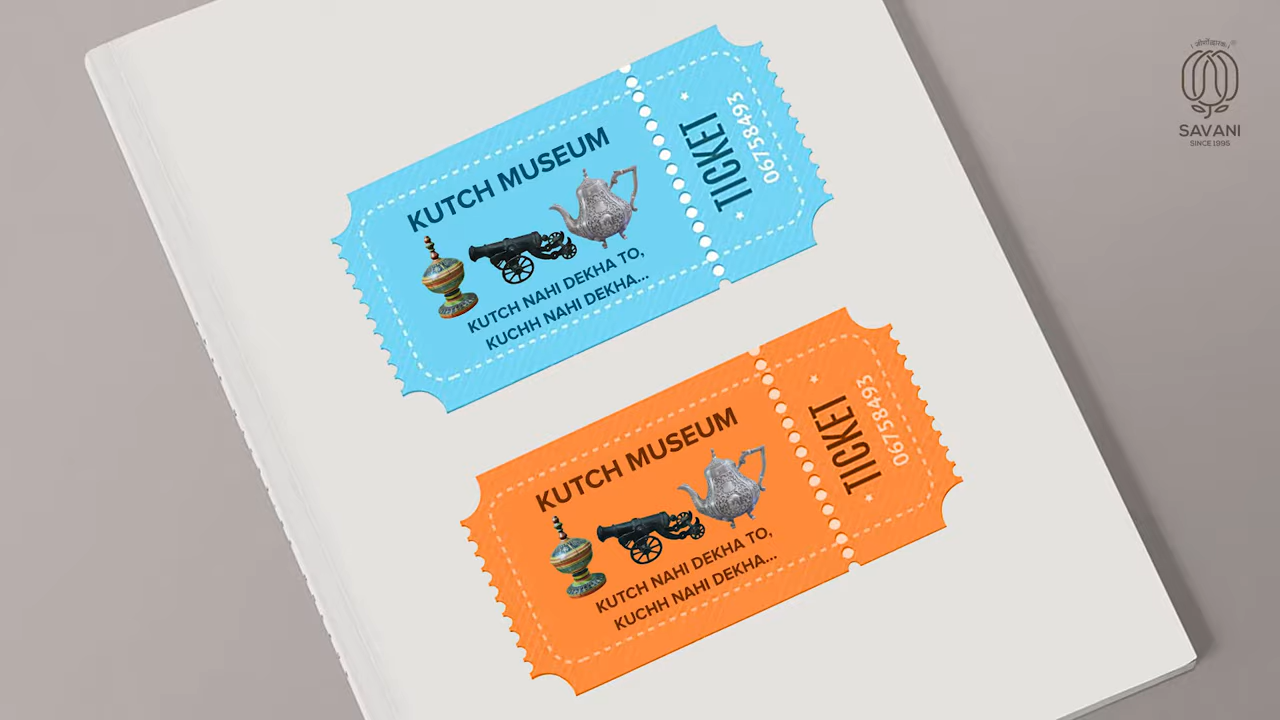 KUTCH MUSEUM
KUTCH NAHI DEKHA TO,
KUCHH NAHI DEKHA...
TICKET
06758493
KUTCH MUSEUM
KUTCH NAHI DEKHA TO,
KUCHH NAHI DEKHA...
TICKET
06758493
। जीर्णोद्धारकः ।®
SAVANI
SINCE 1995